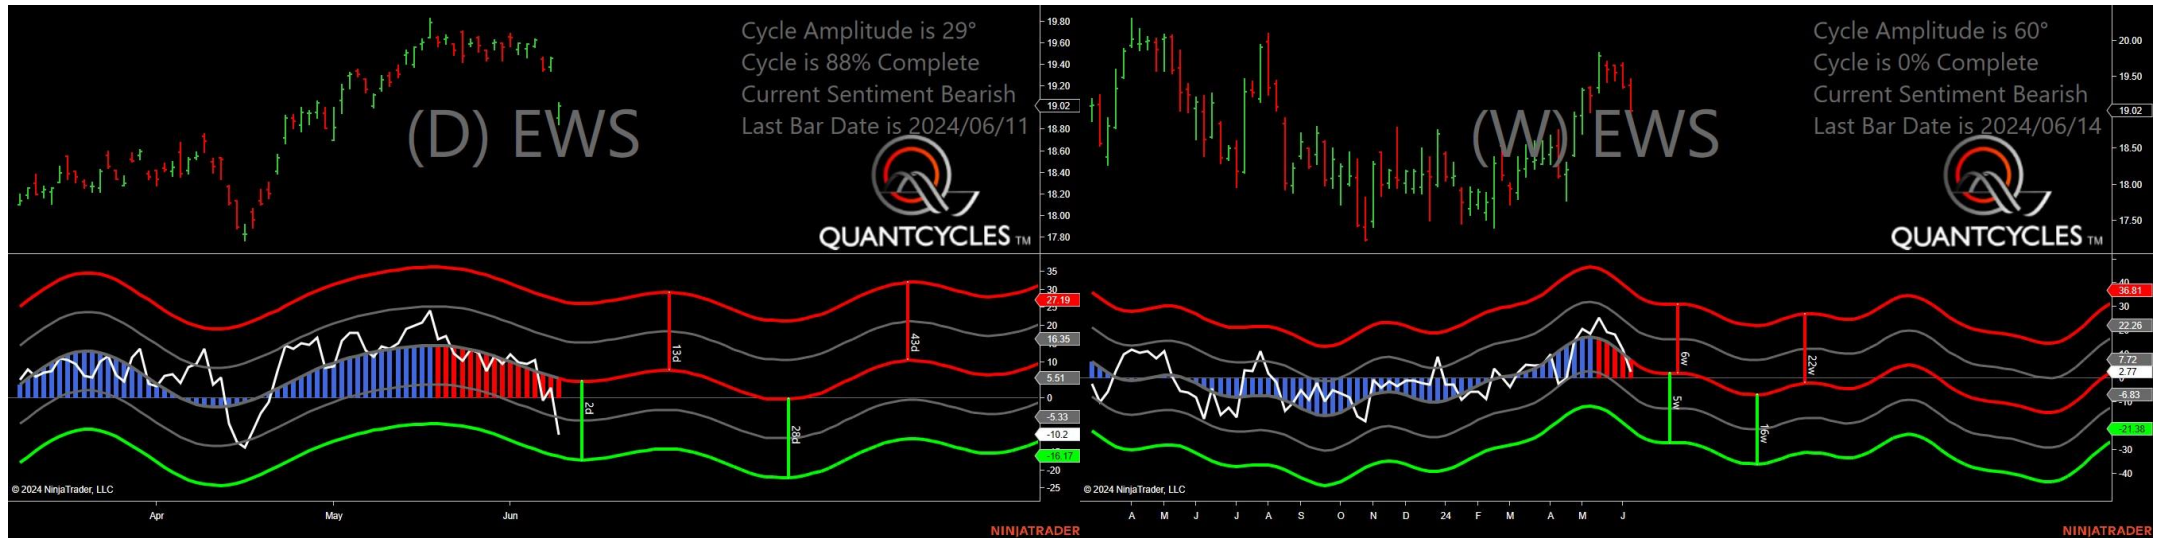 Cycle Amplitude is 29°
Cycle is 88% Complete
Current Sentiment Bearish
Last Bar Date is 2024/06/11
(D) EWS
QUANTCYCLES TM
19.80
19.60
19.40
19.20
19.02
18.80
18.60
18.40
18.20
18.00
17.80
35
30
27.19
25
20
16.35
10
5.51
0
-5.33
-10.2
-16.17
-20
-25
13d
43d
2d
28d
© 2024 NinjaTrader, LLC
Apr May Jun
NINJATRADER
Cycle Amplitude is 60°
Cycle is 0% Complete
Current Sentiment Bearish
Last Bar Date is 2024/06/14
(W) EWS
QUANTCYCLES TM
20.00
19.50
19.02
18.50
18.00
17.50
40
36.81
30
22.26
7.72
2.77
-6.83
-21.38
-30
-40
6w
22w
5w
16w
© 2024 NinjaTrader, LLC
A M J J A S O N D 24 F M A M J
NINJATRADER